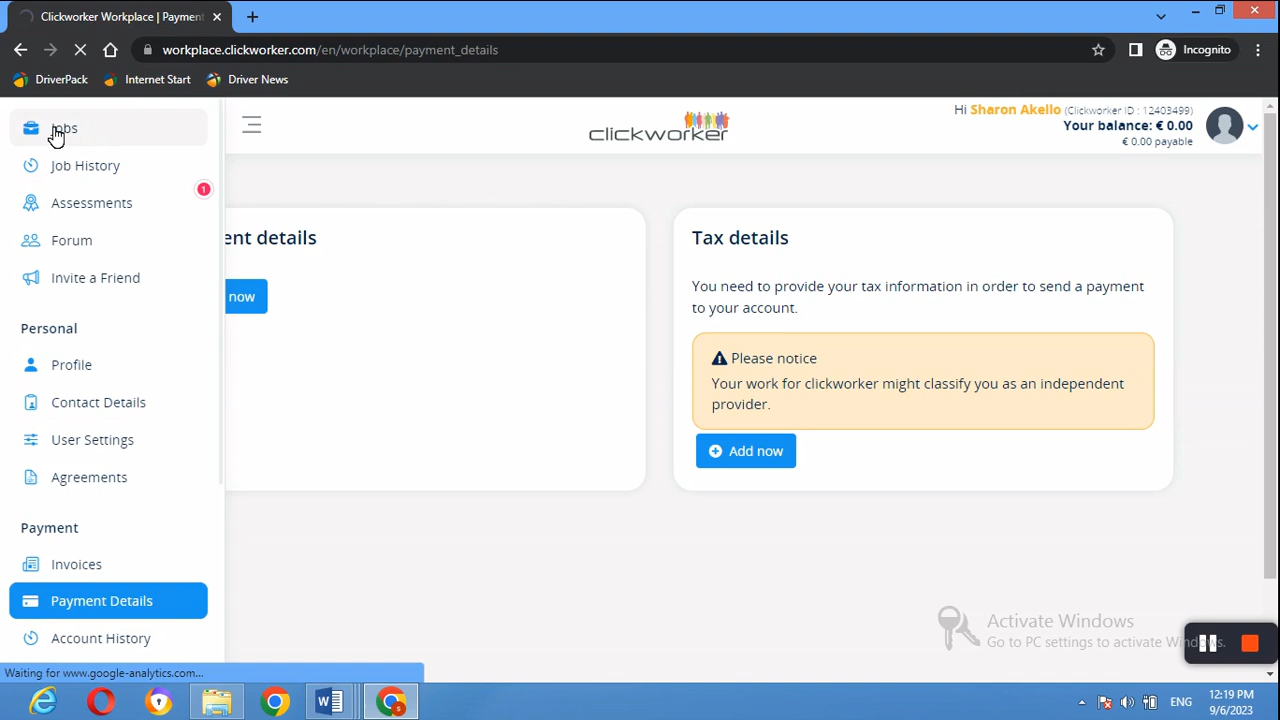 Clickworker Workplace | Payment
workplace.clickworker.com/en/workplace/payment_details
Incognito
DriverPack
Internet Start
Driver News
Jobs
Job History
1
Assessments
Forum
Invite a Friend
Personal
Profile
Contact Details
User Settings
Agreements
Payment
Invoices
Payment Details
Account History
clickworker
Hi Sharon Akello (Clickworker ID : 12403499)
Your balance: € 0.00
€ 0.00 payable
ent details
now
Tax details
You need to provide your tax information in order to send a payment
to your account.
Please notice
Your work for clickworker might classify you as an independent
provider.
Add now
Activate Windows
Go to PC settings to activate Windows.
Waiting for www.google-analytics.com...
ENG
12:19 PM
9/6/2023